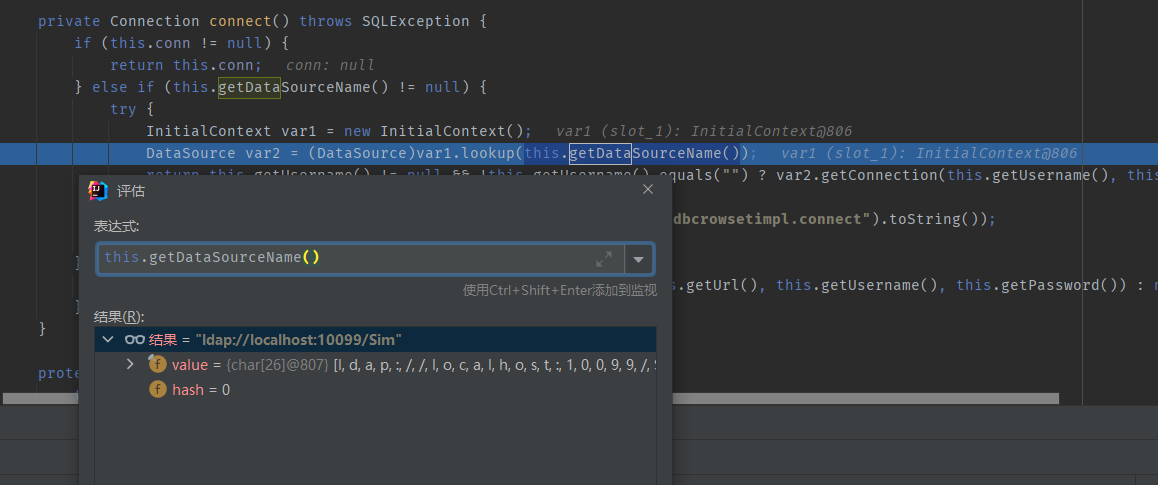 private Connection connect() throws SQLException {
if (this.conn != null) {
return this.conn; conn: null
} else if (this.getDataSourceName() != null) {
try {
InitialContext var1 = new InitialContext(); var1 (slot_1): InitialContext@806
DataSource var2 = (DataSource)var1.lookup(this.getDataSourceName()); var1 (slot_1): InitialContext@806
return this.getUsername() != null && !this.getUsername().equals("") ? var2.getConnection(this.getUsername(), this
评估
表达式:
dbcrowsetimpl.connect").toString());
this.getDataSourceName()
使用Ctrl+Shift+Enter添加到监视
.getUrl(), this.getUsername(), this.getPassword()) :
结果(R):
}
结果 = "ldap://localhost:10099/Sim"
value = {char[26]@807} [l, d, a, p, :, /, /, l, o, c, a, l, h, o, s, t, :, 1, 0, 0, 9, 9, /,
hash = 0